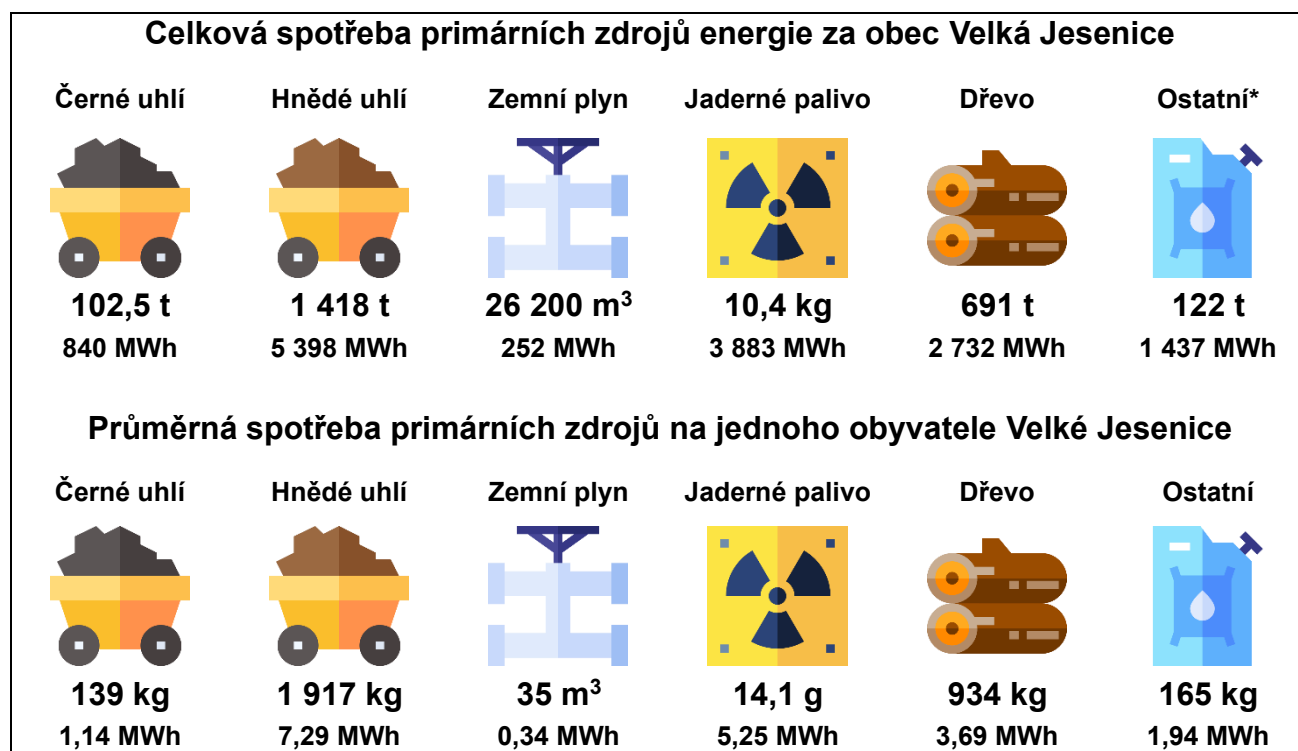 Celková spotřeba primárních zdrojů energie za obec Velká Jesenice
Černé uhlí Hnědé uhlí Zemní plyn Jaderné palivo Dřevo Ostatní*
102,5 t 1 418 t 26 200 m³ 10,4 kg 691 t 122 t
840 MWh 5 398 MWh 252 MWh 3 883 MWh 2 732 MWh 1 437 MWh
Průměrná spotřeba primárních zdrojů na jednoho obyvatele Velké Jesenice
Černé uhlí Hnědé uhlí Zemní plyn Jaderné palivo Dřevo Ostatní
139 kg 1 917 kg 35 m³ 14,1 g 934 kg 165 kg
1,14 MWh 7,29 MWh 0,34 MWh 5,25 MWh 3,69 MWh 1,94 MWh